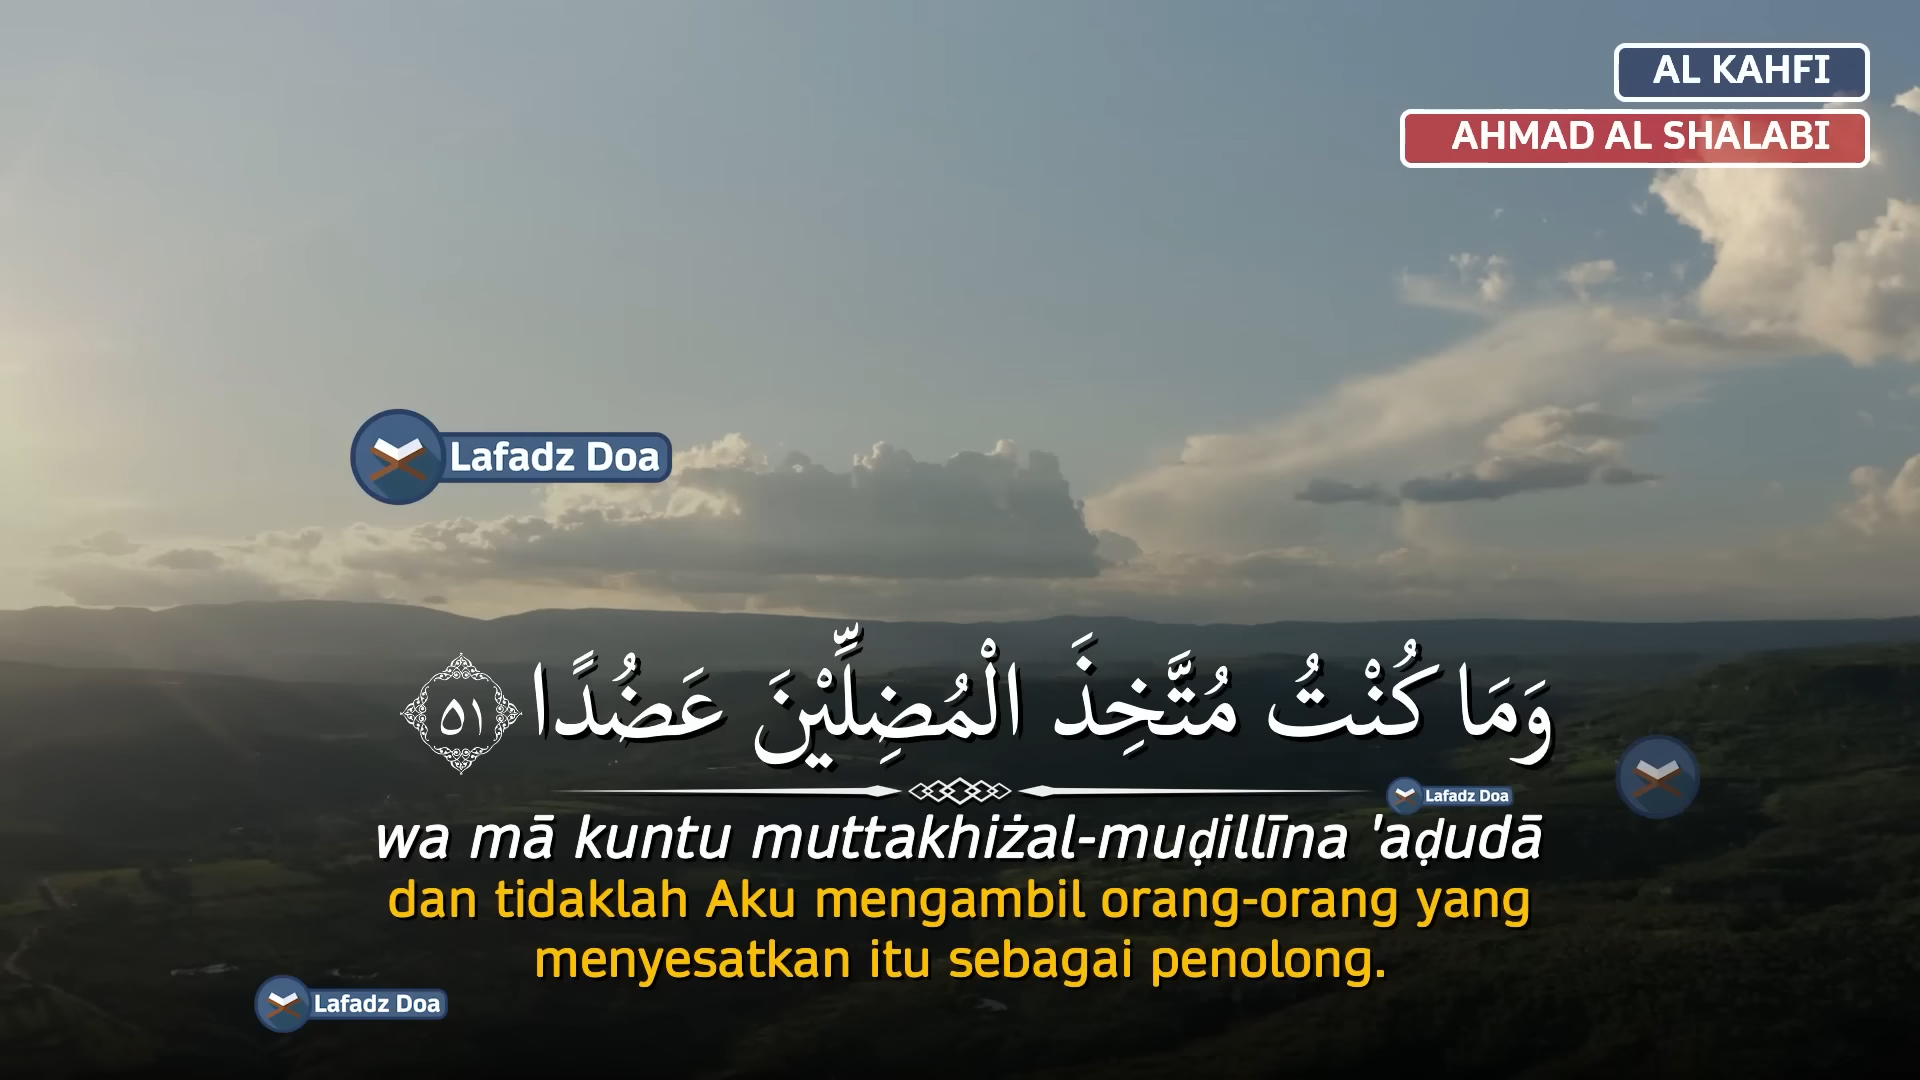 AL KAHFI
AHMAD AL SHALABI
Lafadz Doa
وَمَا كُنْتُ مُتَّخِذَ الْمُضِلِّيْنَ عَضُدًا ٥١
Lafadz Doa
wa mā kuntu muttakhiżal-muḍillīna 'aḍudā
dan tidaklah Aku mengambil orang-orang yang
menyesatkan itu sebagai penolong.
Lafadz Doa